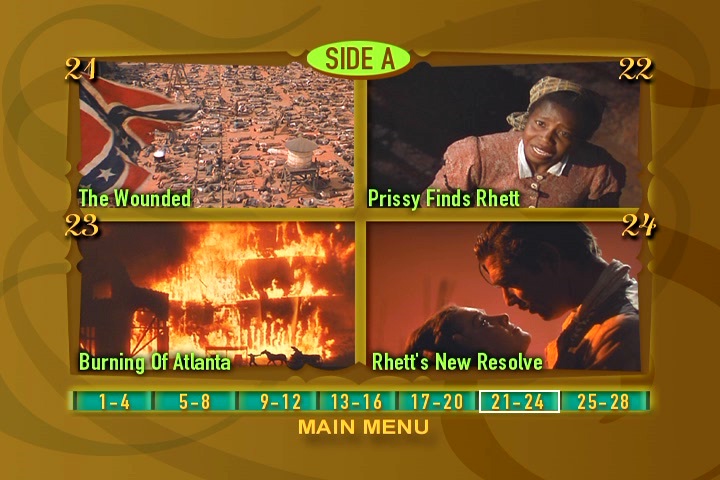 SIDE A
21
22
The Wounded
Prissy Finds Rhett
23
24
Burning Of Atlanta
Rhett's New Resolve
1-4 5-8 9-12 13-16 17-20 21-24 25-28
MAIN MENU